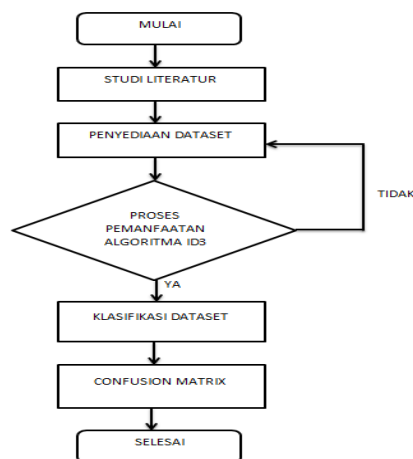 MULAI
STUDI LITERATUR
PENYEDIAAN DATASET
TIDAK
PROSES
PEMANFAATAN
ALGORITMA ID3
YA
KLASIFIKASI DATASET
CONFUSION MATRIX
SELESAI